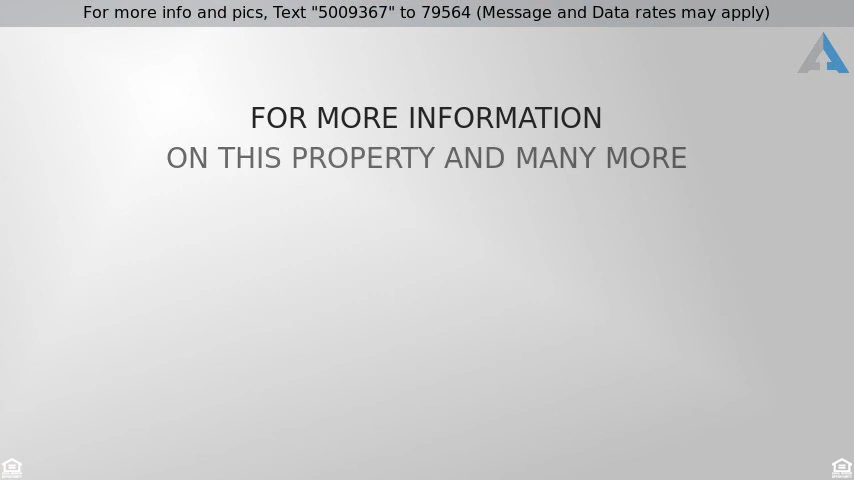 For more info and pics, Text "5009367" to 79564 (Message and Data rates may apply)
FOR MORE INFORMATION
ON THIS PROPERTY AND MANY MORE